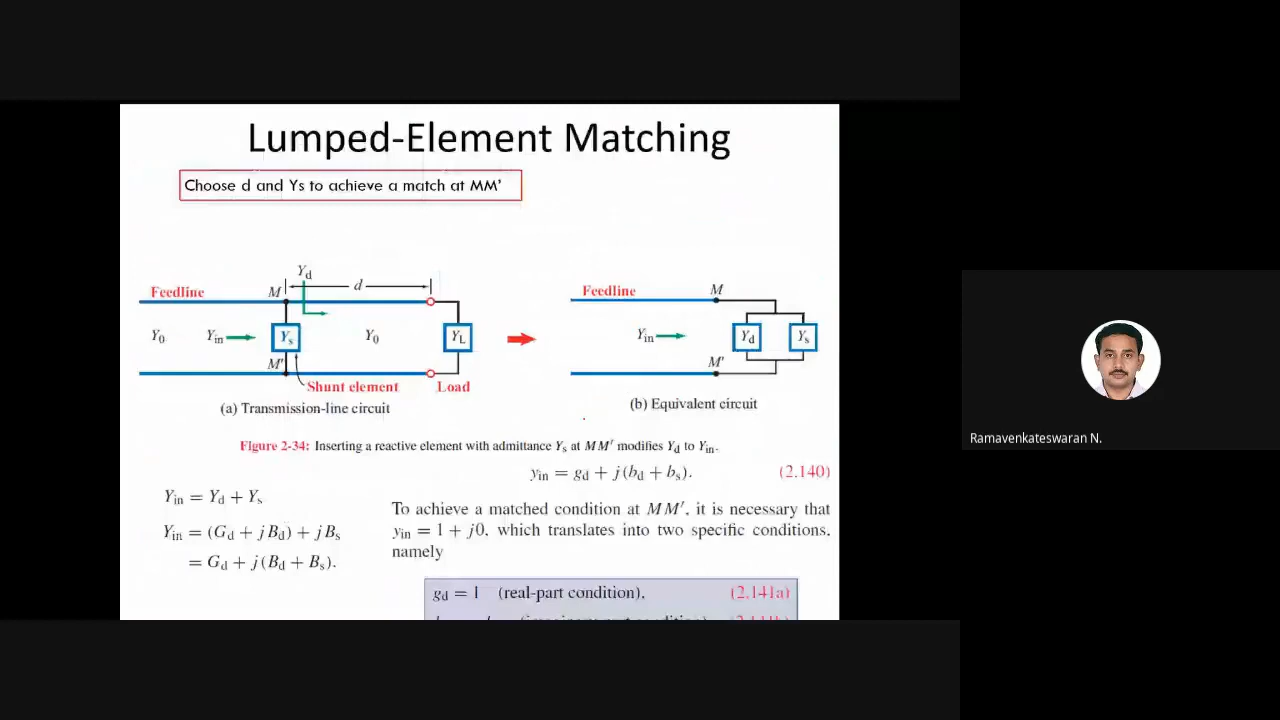 Lumped-Element Matching
Choose d and Ys to achieve a match at MM’
Feedline
M
Yd
d
Y0
Yin
Ys
Y0
YL
M'
Shunt element
Load
(a) Transmission-line circuit
Feedline
M
Yin
Yd
Ys
M'
(b) Equivalent circuit
Figure 2-34: Inserting a reactive element with admittance Ys at MM' modifies Yd to Yin.
yin = gd + j(bd + bs). (2.140)
Yin = Yd + Ys
Yin = (Gd + jBd) + jBs
= Gd + j(Bd + Bs).
To achieve a matched condition at MM', it is necessary that
yin = 1 + j0, which translates into two specific conditions,
namely
gd = 1 (real-part condition), (2.141a)
Ramavenkateswaran N.